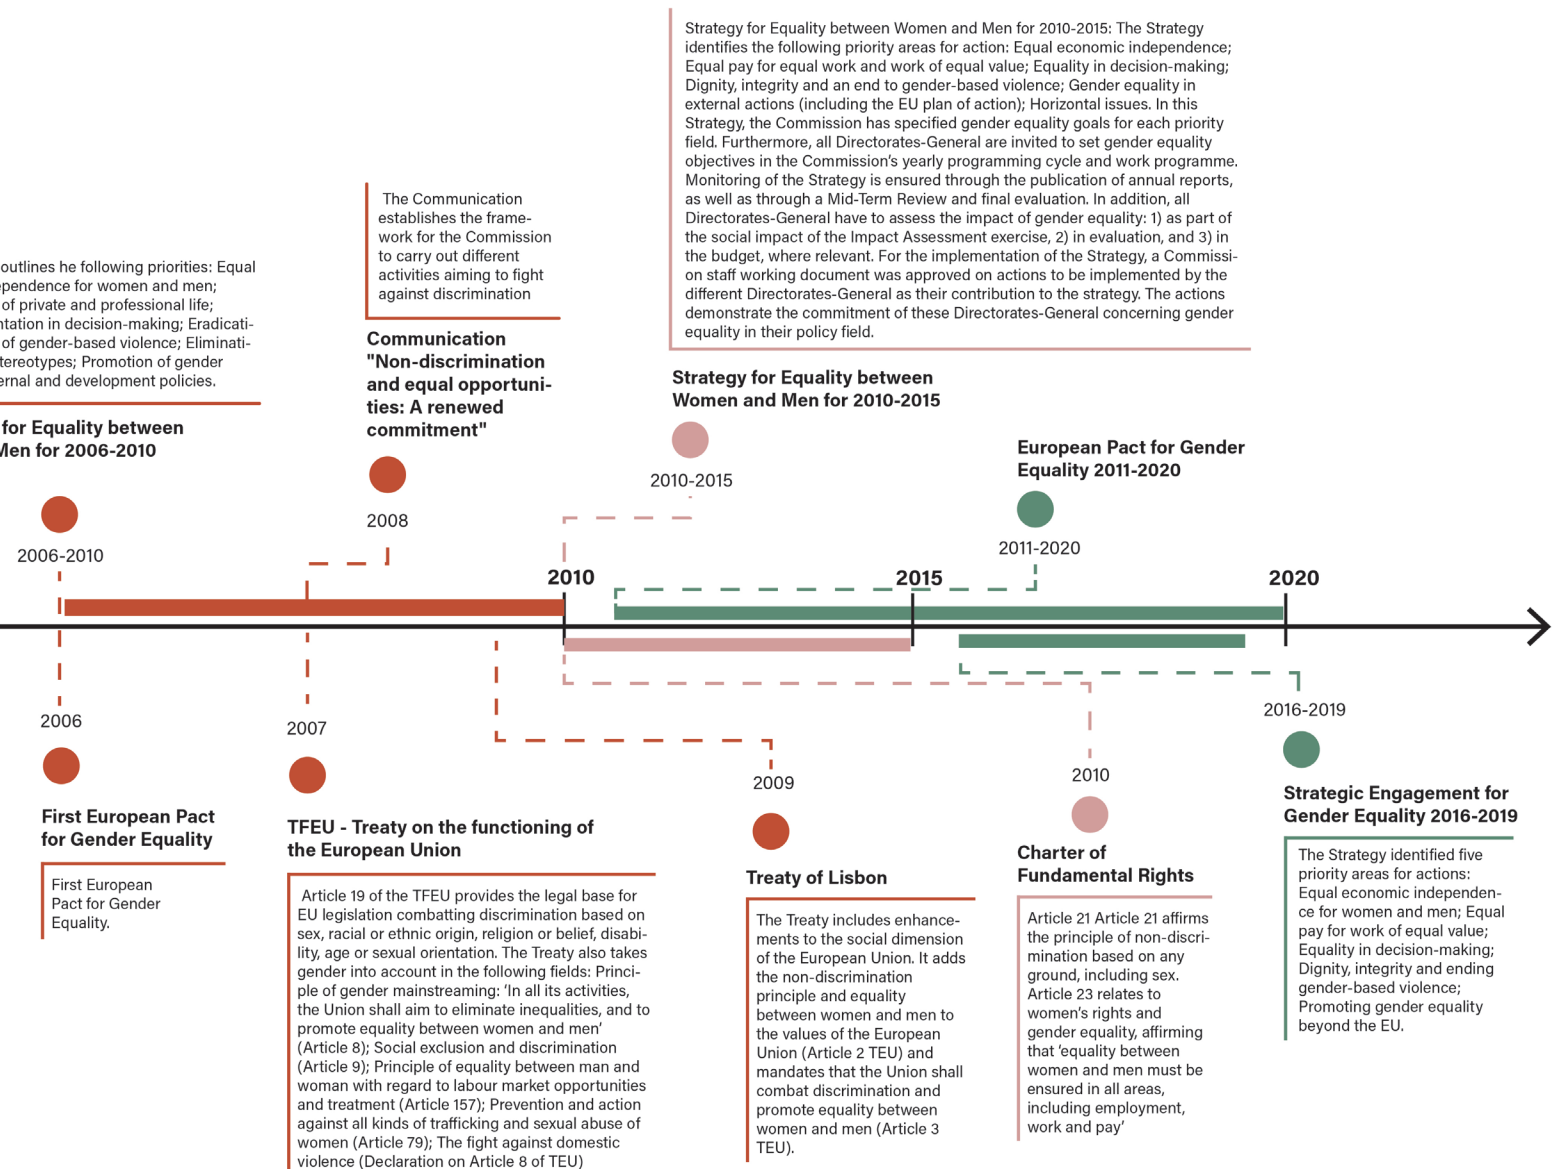 Strategy for Equality between Women and Men for 2010-2015: The Strategy
identifies the following priority areas for action: Equal economic independence;
Equal pay for equal work and work of equal value; Equality in decision-making;
Dignity, integrity and an end to gender-based violence; Gender equality in
external actions (including the EU plan of action); Horizontal issues. In this
Strategy, the Commission has specified gender equality goals for each priority
field. Furthermore, all Directorates-General are invited to set gender equality
objectives in the Commission's yearly programming cycle and work programme.
Monitoring of the Strategy is ensured through the publication of annual reports,
as well as through a Mid-Term Review and final evaluation. In addition, all
Directorates-General have to assess the impact of gender equality: 1) as part of
the social impact of the Impact Assessment exercise, 2) in evaluation, and 3) in
the budget, where relevant. For the implementation of the Strategy, a Commissi-
on staff working document was approved on actions to be implemented by the
different Directorates-General as their contribution to the strategy. The actions
demonstrate the commitment of these Directorates-General concerning gender
equality in their policy field.
Strategy for Equality between
Women and Men for 2010-2015
2010-2015
The Communication
establishes the frame-
work for the Commission
to carry out different
activities aiming to fight
against discrimination
Communication
"Non-discrimination
and equal opportuni-
ties: A renewed
commitment"
2008
outlines he following priorities: Equal
ependence for women and men;
of private and professional life;
ntation in decision-making; Eradicati-
of gender-based violence; Eliminati-
tereotypes; Promotion of gender
ernal and development policies.
for Equality between
Men for 2006-2010
2006-2010
European Pact for Gender
Equality 2011-2020
2011-2020
2010
2015
2020
2006
First European Pact
for Gender Equality
First European
Pact for Gender
Equality.
2007
TFEU - Treaty on the functioning of
the European Union
Article 19 of the TFEU provides the legal base for
EU legislation combatting discrimination based on
sex, racial or ethnic origin, religion or belief, disabi-
lity, age or sexual orientation. The Treaty also takes
gender into account in the following fields: Princi-
ple of gender mainstreaming: 'In all its activities,
the Union shall aim to eliminate inequalities, and to
promote equality between women and men'
(Article 8); Social exclusion and discrimination
(Article 9); Principle of equality between man and
woman with regard to labour market opportunities
and treatment (Article 157); Prevention and action
against all kinds of trafficking and sexual abuse of
women (Article 79); The fight against domestic
violence (Declaration on Article 8 of TEU)
2009
Treaty of Lisbon
The Treaty includes enhance-
ments to the social dimension
of the European Union. It adds
the non-discrimination
principle and equality
between women and men to
the values of the European
Union (Article 2 TEU) and
mandates that the Union shall
combat discrimination and
promote equality between
women and men (Article 3
TEU).
2010
Charter of
Fundamental Rights
Article 21 Article 21 affirms
the principle of non-discri-
mination based on any
ground, including sex.
Article 23 relates to
women's rights and
gender equality, affirming
that 'equality between
women and men must be
ensured in all areas,
including employment,
work and pay'
2016-2019
Strategic Engagement for
Gender Equality 2016-2019
The Strategy identified five
priority areas for actions:
Equal economic independen-
ce for women and men; Equal
pay for work of equal value;
Equality in decision-making;
Dignity, integrity and ending
gender-based violence;
Promoting gender equality
beyond the EU.